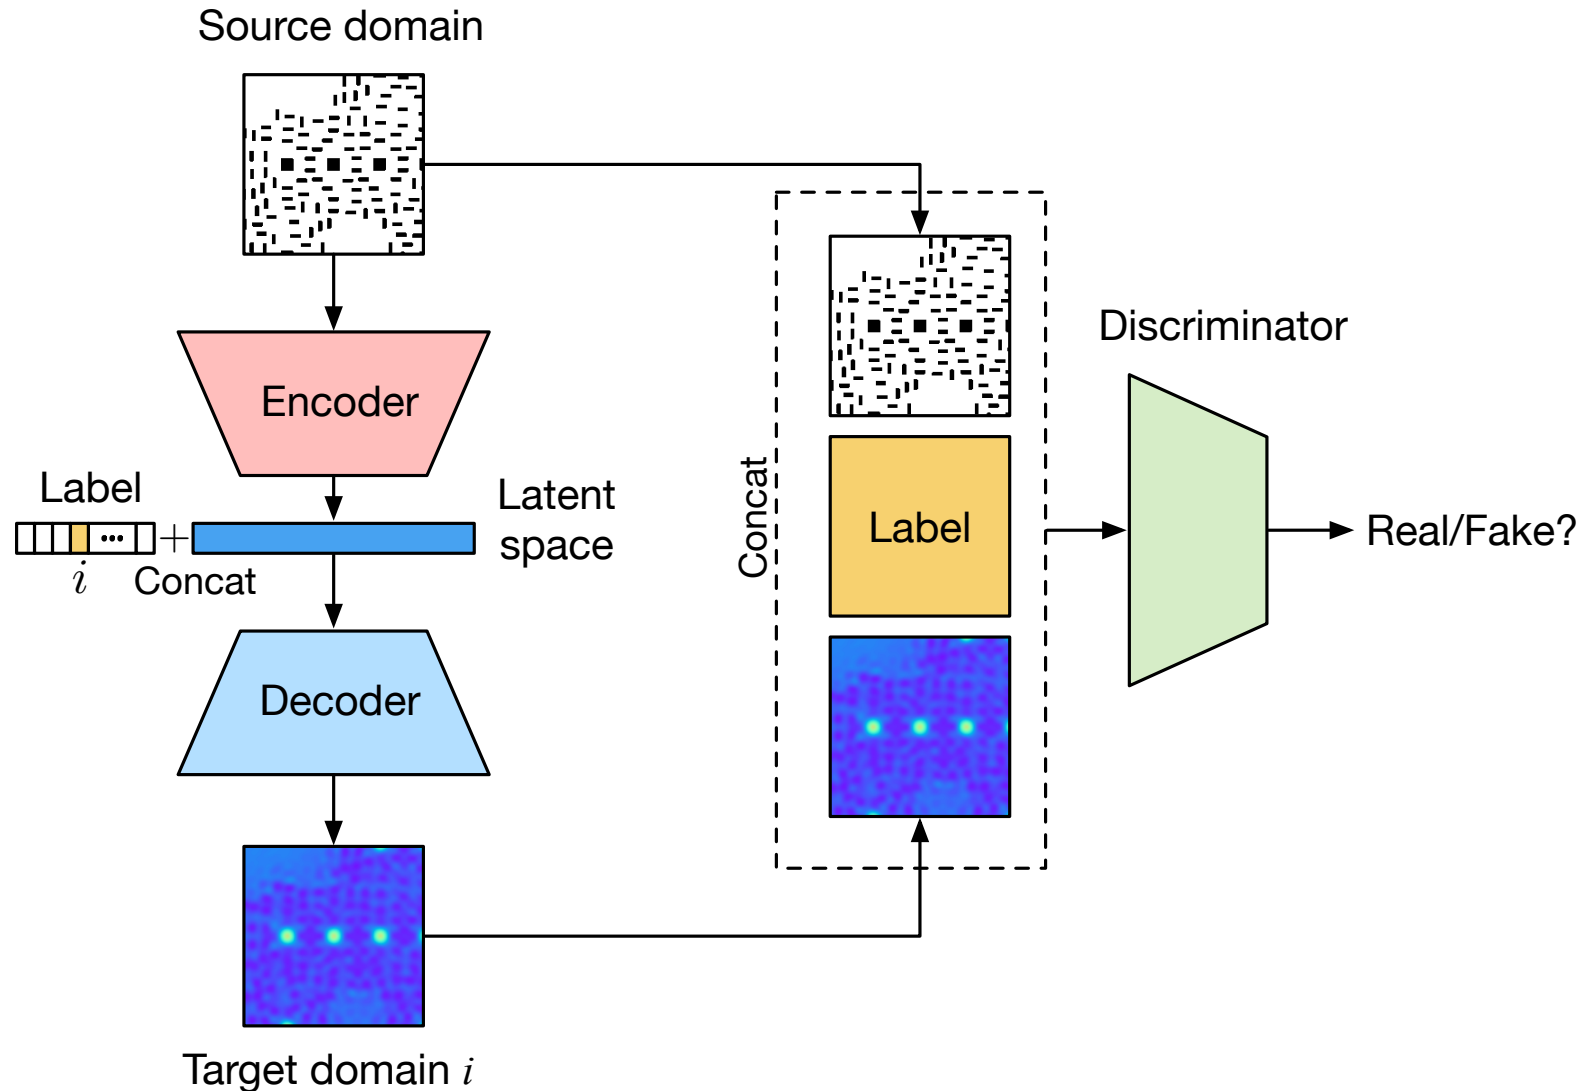 Source domain
Encoder
Label
Latent
space
...
+
i
Concat
Decoder
Target domain i
Concat
Label
Discriminator
Real/Fake?